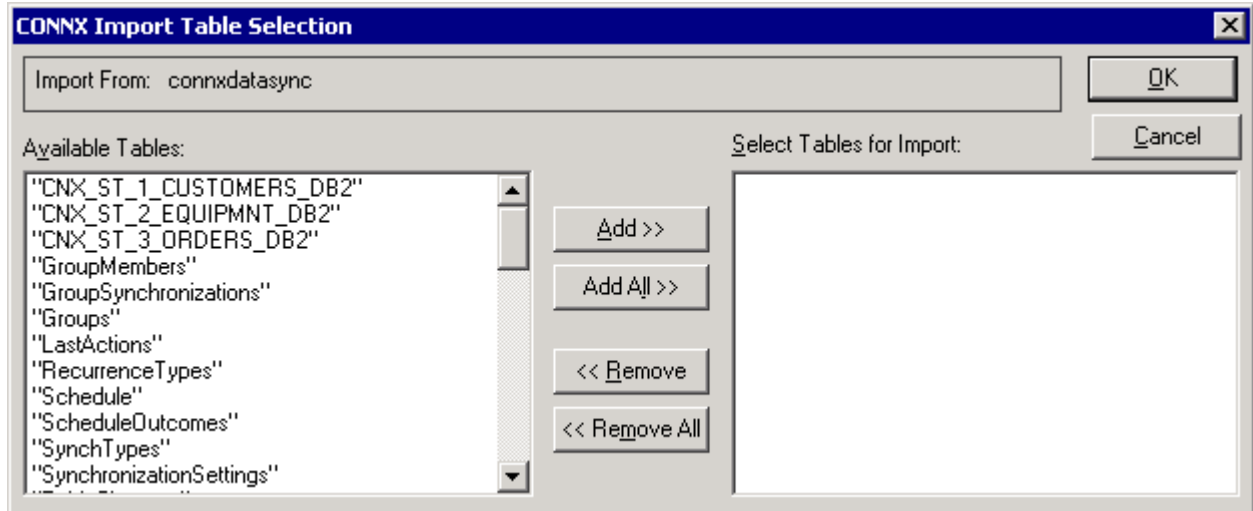 CONNX Import Table Selection
Import From: connxdatasync
OK
Cancel
Available Tables:
"CNX_ST_1_CUSTOMERS_DB2"
"CNX_ST_2_EQUIPMNT_DB2"
"CNX_ST_3_ORDERS_DB2"
"GroupMembers"
"GroupSynchronizations"
"Groups"
"LastActions"
"RecurrenceTypes"
"Schedule"
"ScheduleOutcomes"
"SynchTypes"
"SynchronizationSettings"
Add >>
Add All >>
<< Remove
<< Remove All
Select Tables for Import: